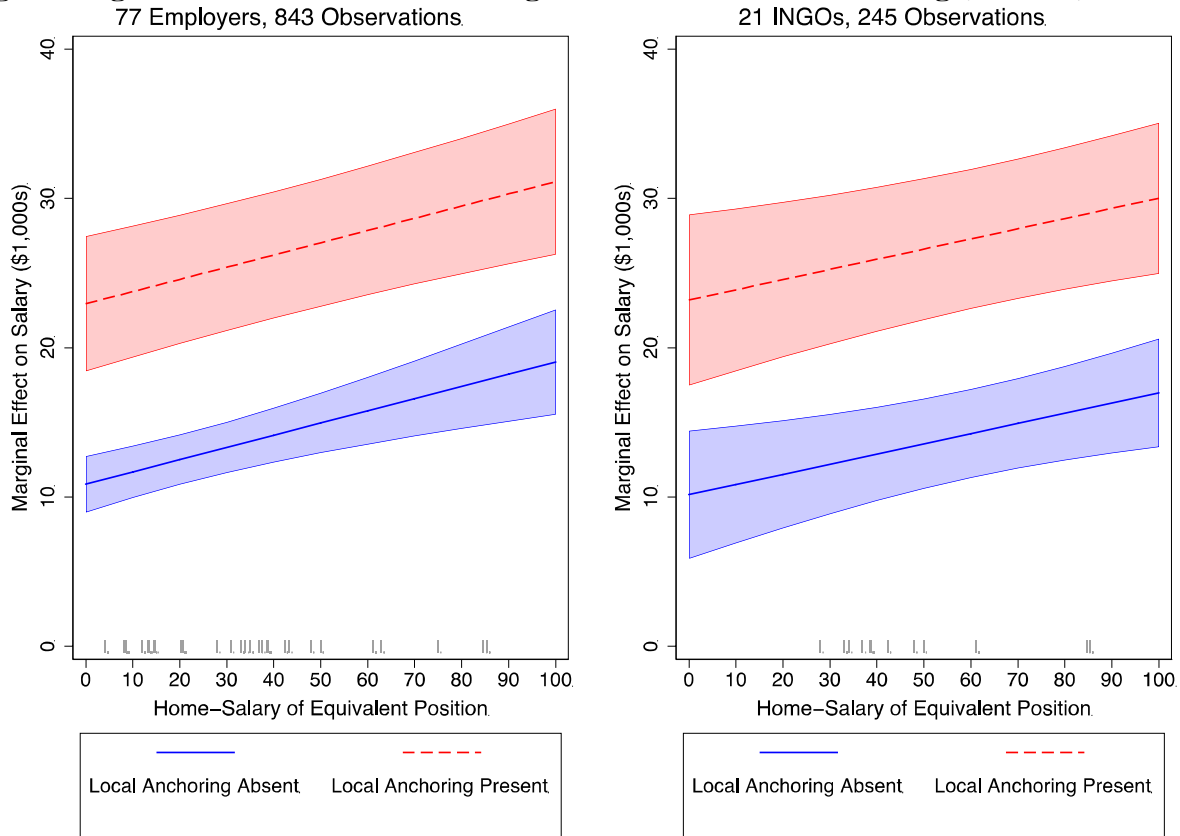 77 Employers, 843 Observations
21 INGOs, 245 Observations
Marginal Effect on Salary ($1,000s)
40
30
20
10
0
0 10 20 30 40 50 60 70 80 90 100
Home−Salary of Equivalent Position
Local Anchoring Absent
Local Anchoring Present
Marginal Effect on Salary ($1,000s)
40
30
20
10
0
0 10 20 30 40 50 60 70 80 90 100
Home−Salary of Equivalent Position
Local Anchoring Absent
Local Anchoring Present